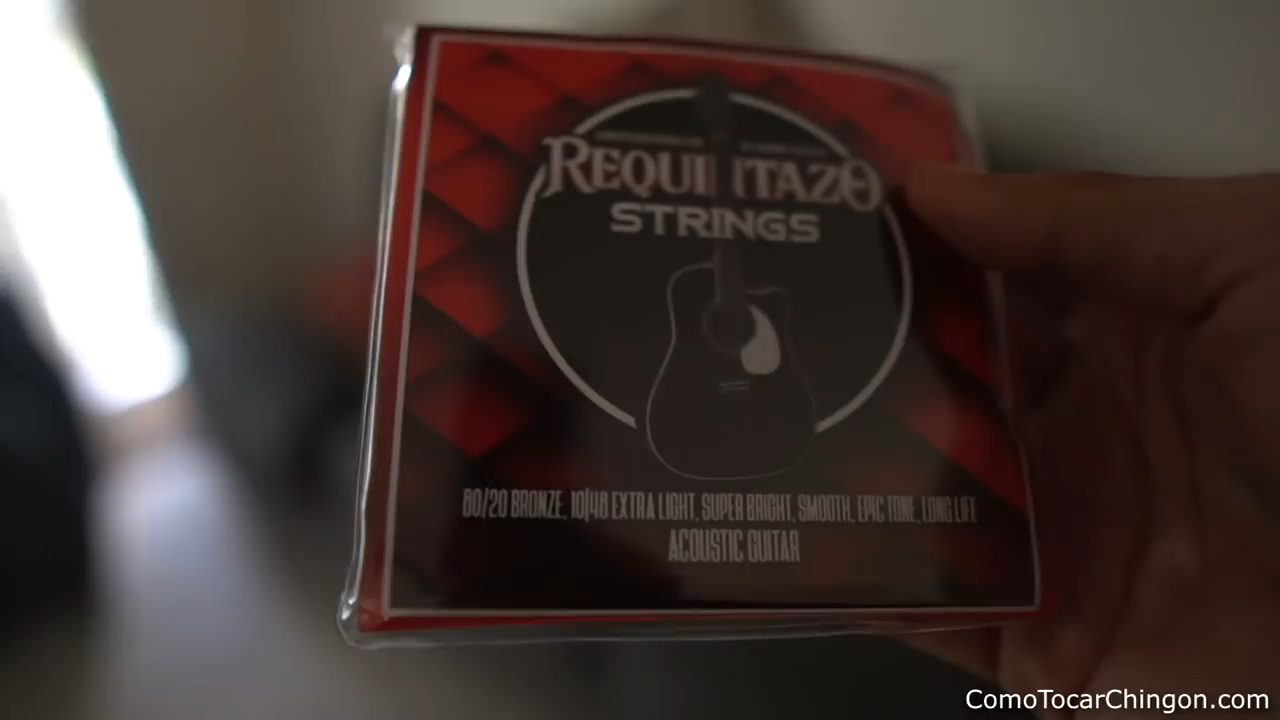 REQUINTAZO
STRINGS
80/20 BRONZE, 10|48 EXTRA LIGHT, SUPER BRIGHT, SMOOTH, EPIC TONE, LONG LIFE
ACOUSTIC GUITAR
ComoTocarChingon.com